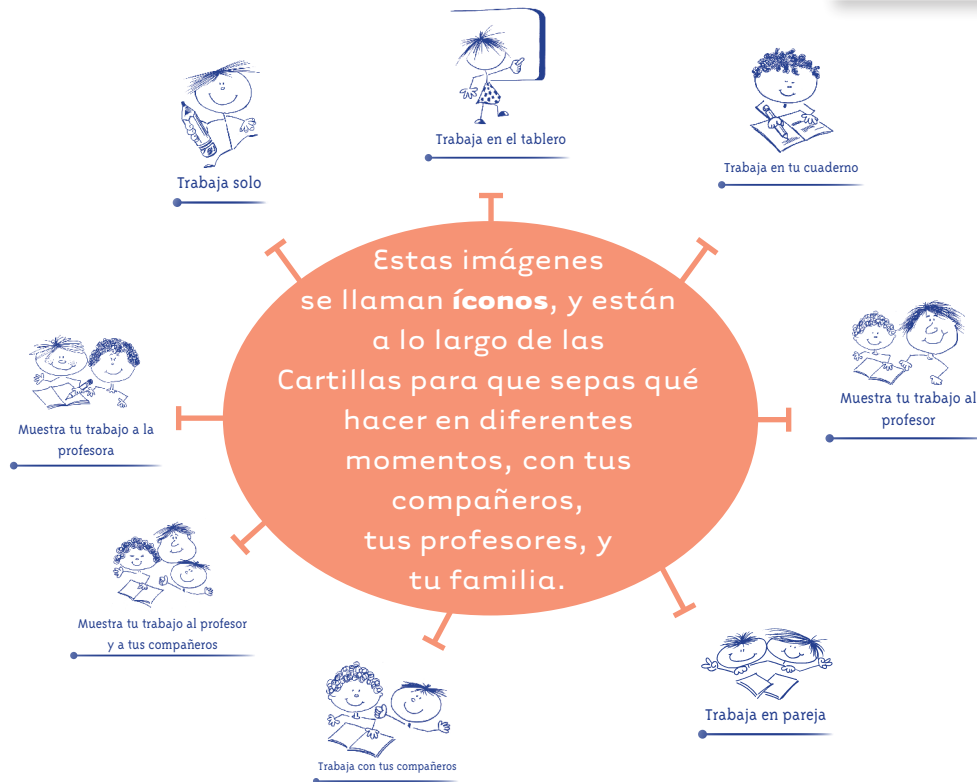 Trabaja solo
Trabaja en el tablero
Trabaja en tu cuaderno
Estas imágenes
se llaman íconos, y están
a lo largo de las
Cartillas para que sepas qué
hacer en diferentes
momentos, con tus
compañeros,
tus profesores, y
tu familia.
Muestra tu trabajo al
profesor
Muestra tu trabajo a la
profesora
Muestra tu trabajo al profesor
y a tus compañeros
Trabaja en pareja
Trabaja con tus compañeros